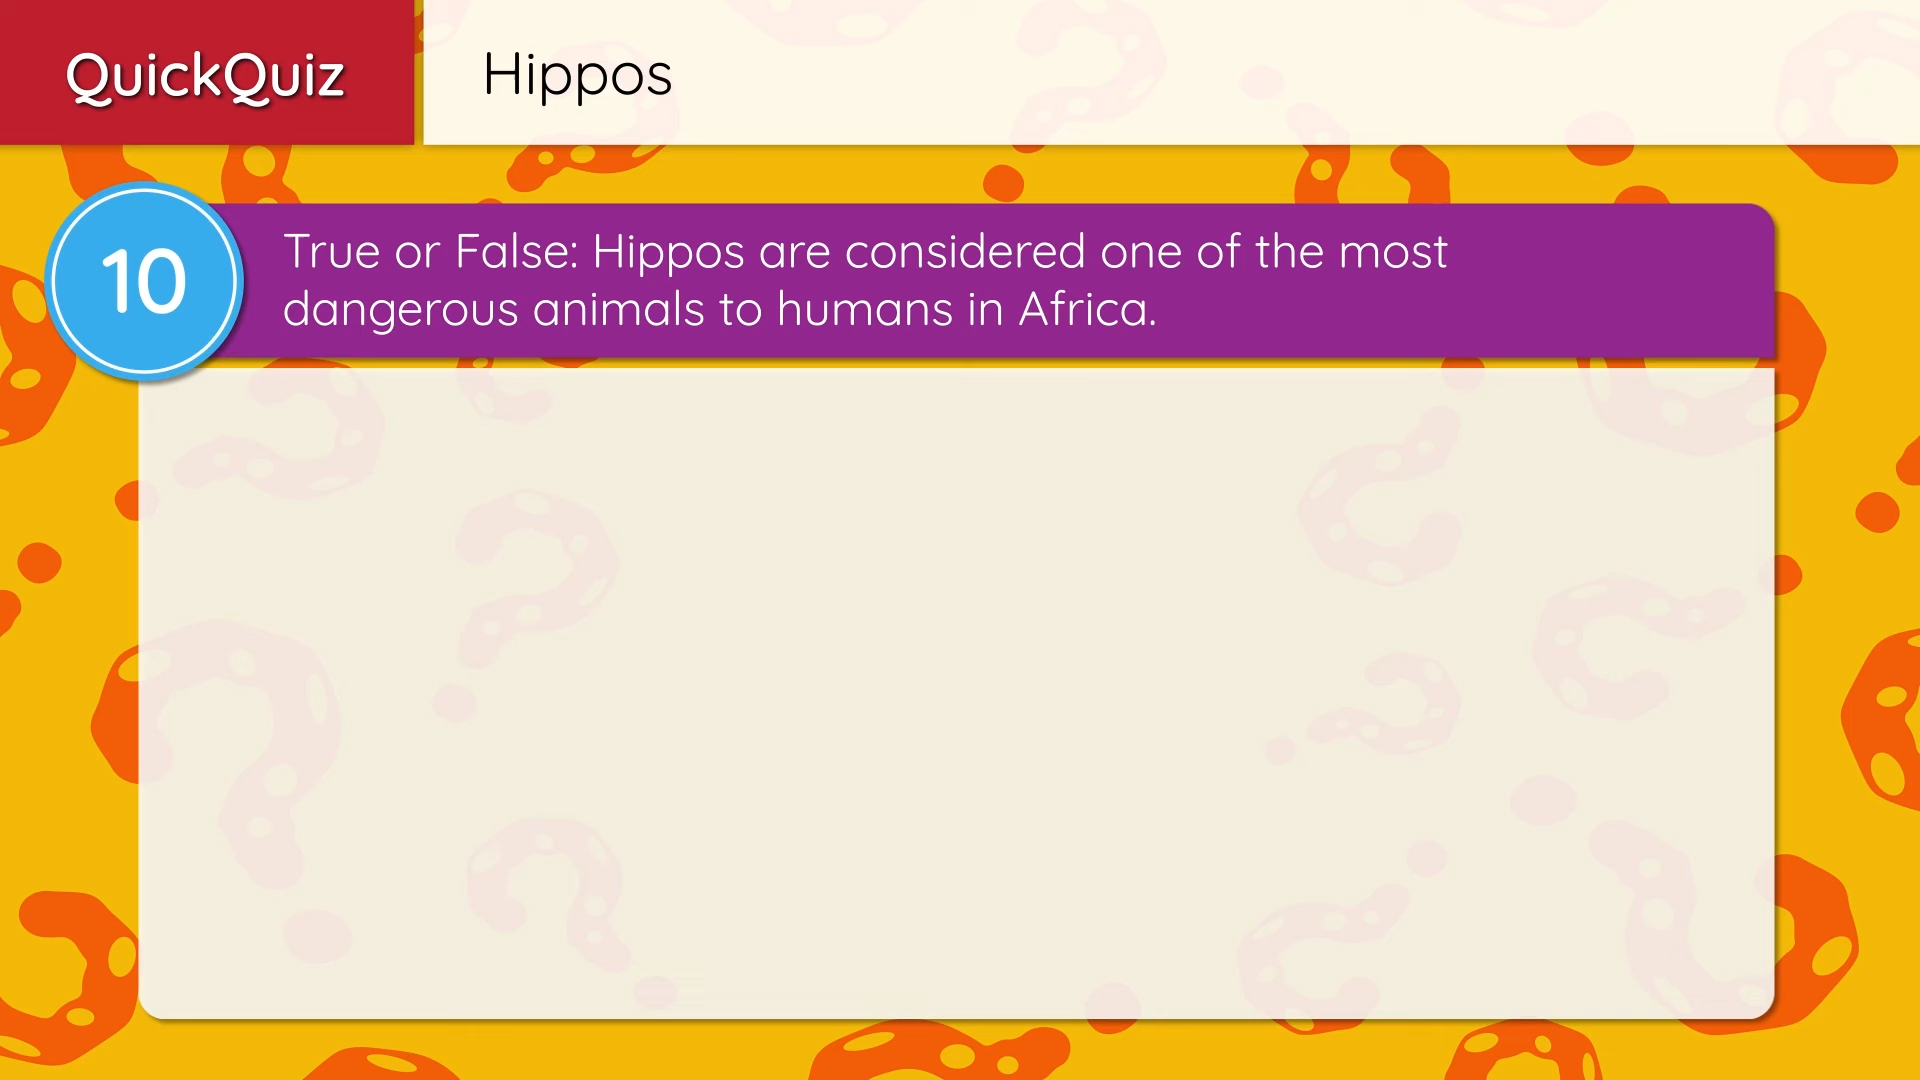 QuickQuiz
Hippos
10
True or False: Hippos are considered one of the most
dangerous animals to humans in Africa.